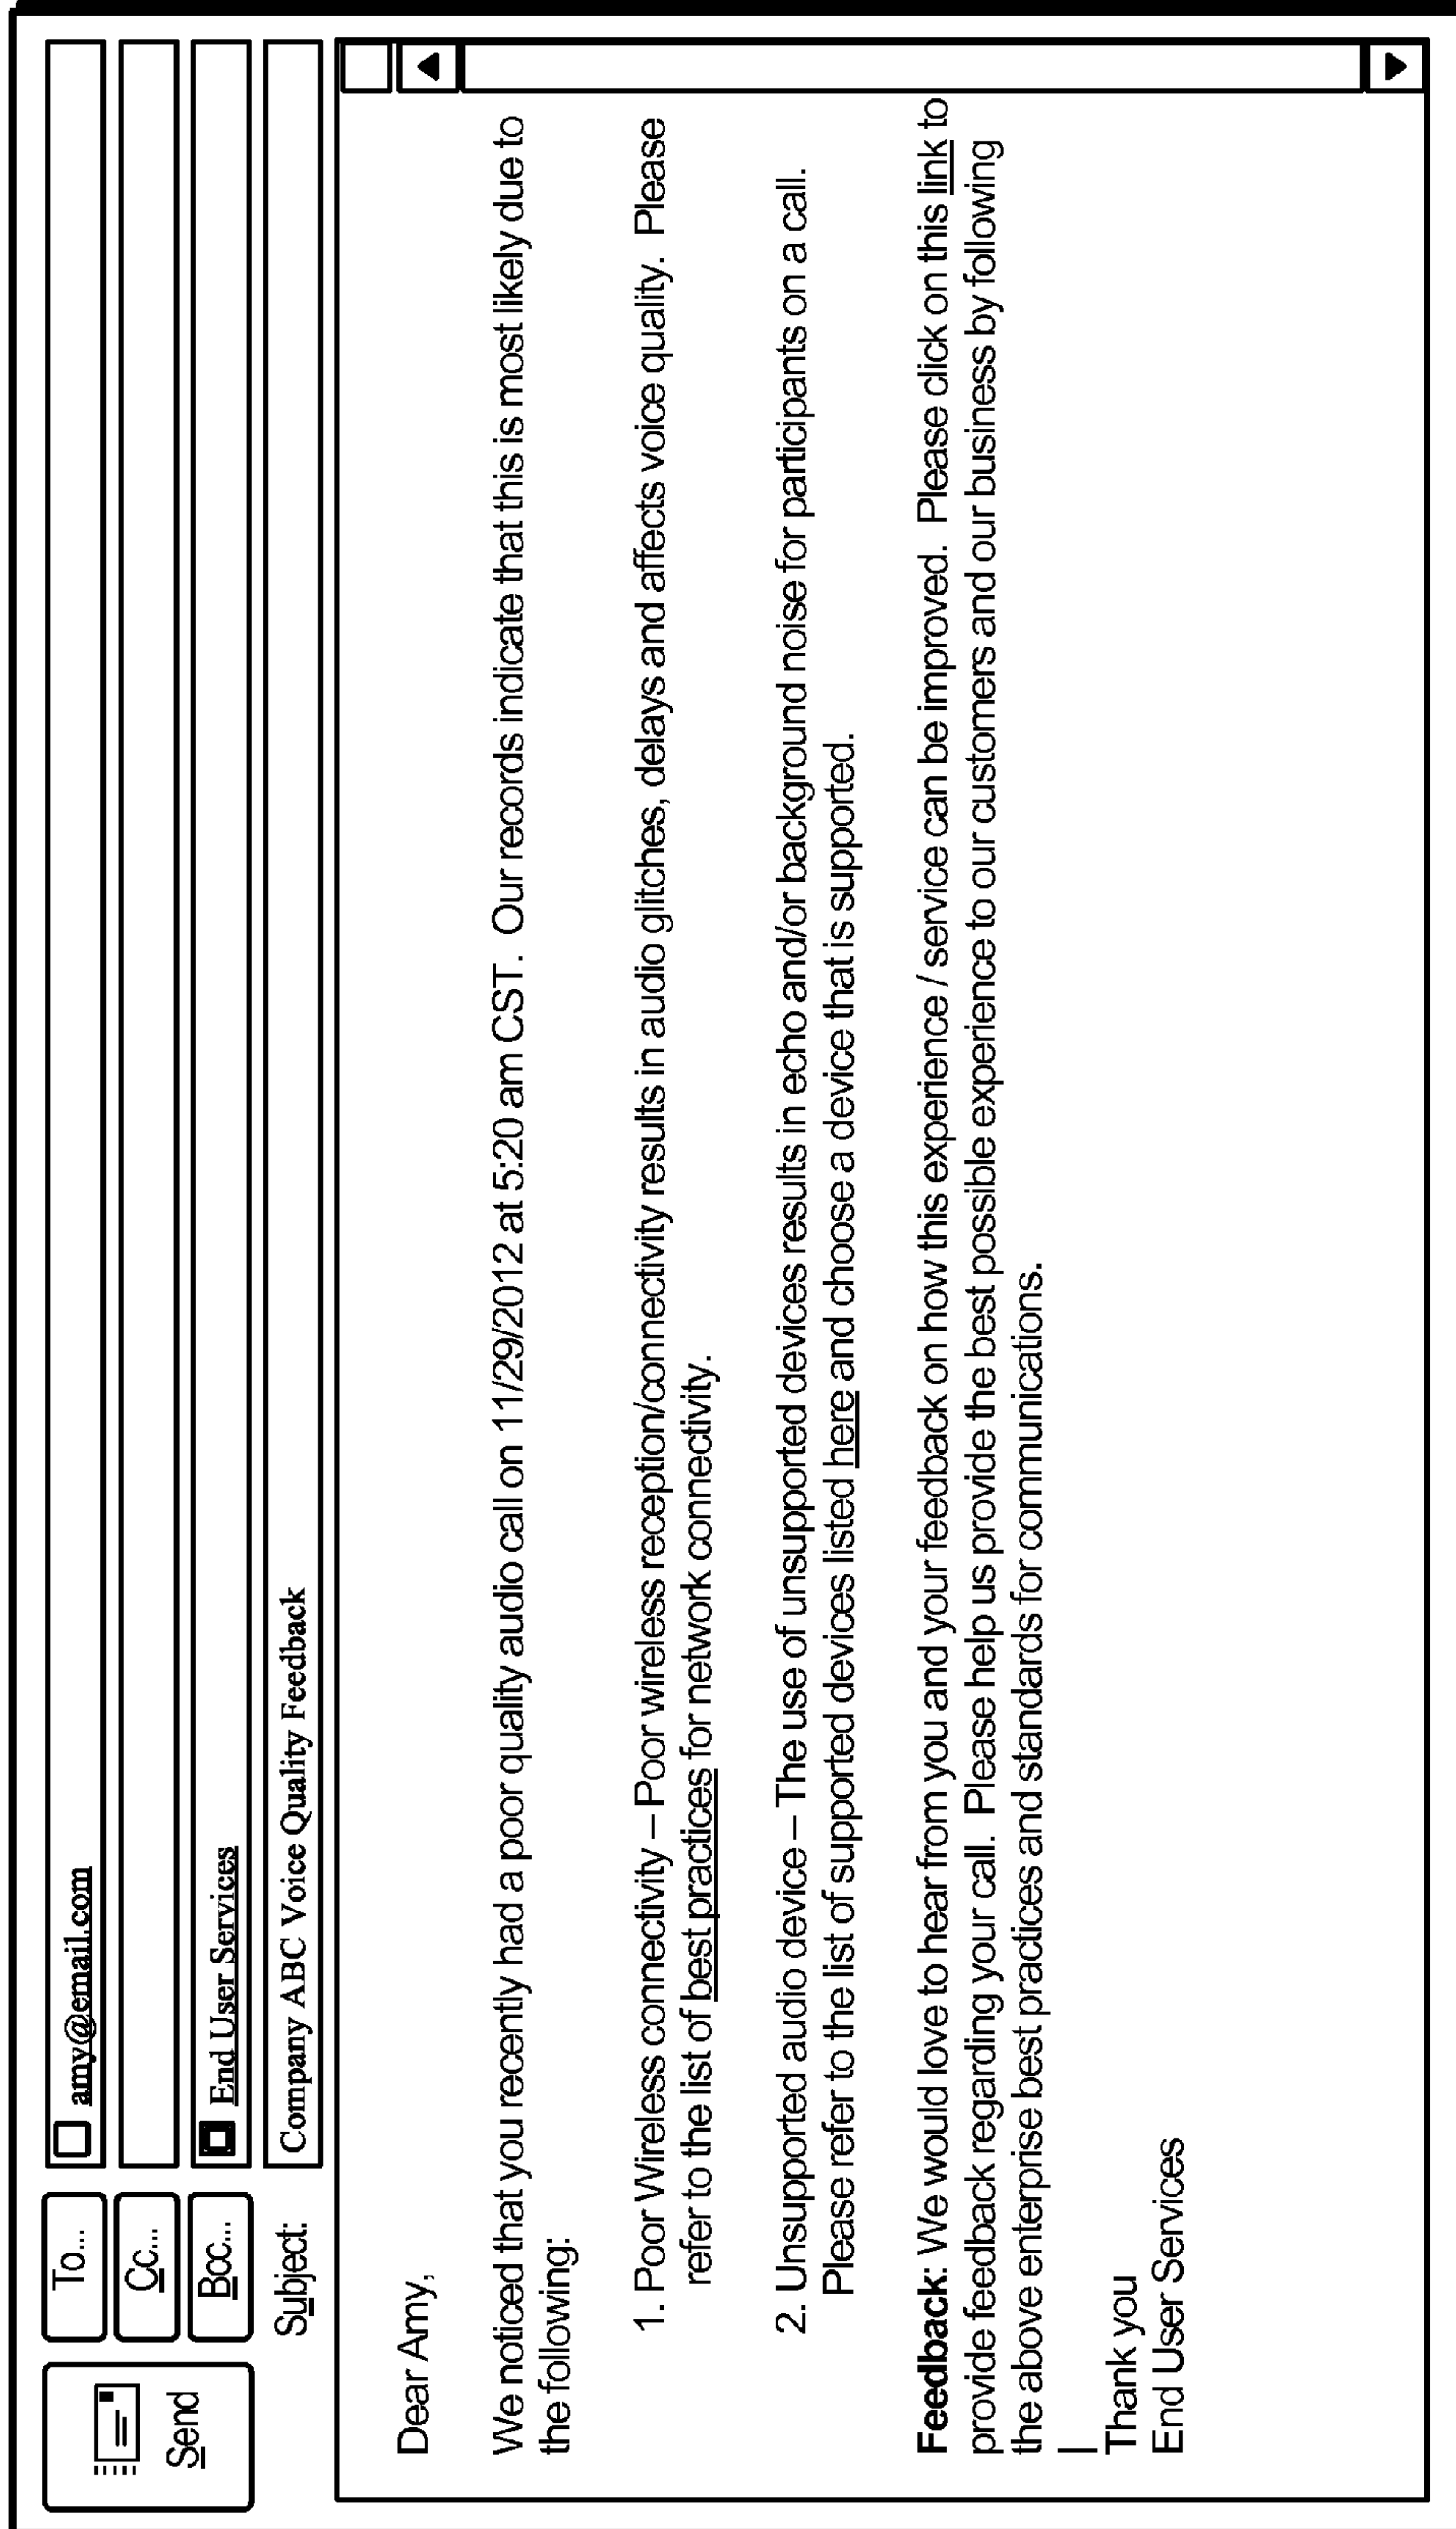 Send
To...
amy@email.com
Cc...
Bcc...
End User Services
Subject:
Company ABC Voice Quality Feedback
Dear Amy,
We noticed that you recently had a poor quality audio call on 11/29/2012 at 5:20 am CST. Our records indicate that this is most likely due to
the following:
1. Poor Wireless connectivity – Poor wireless reception/connectivity results in audio glitches, delays and affects voice quality. Please
refer to the list of best practices for network connectivity.
2. Unsupported audio device – The use of unsupported devices results in echo and/or background noise for participants on a call.
Please refer to the list of supported devices listed here and choose a device that is supported.
Feedback: We would love to hear from you and your feedback on how this experience / service can be improved. Please click on this link to
provide feedback regarding your call. Please help us provide the best possible experience to our customers and our business by following
the above enterprise best practices and standards for communications.
Thank you
End User Services